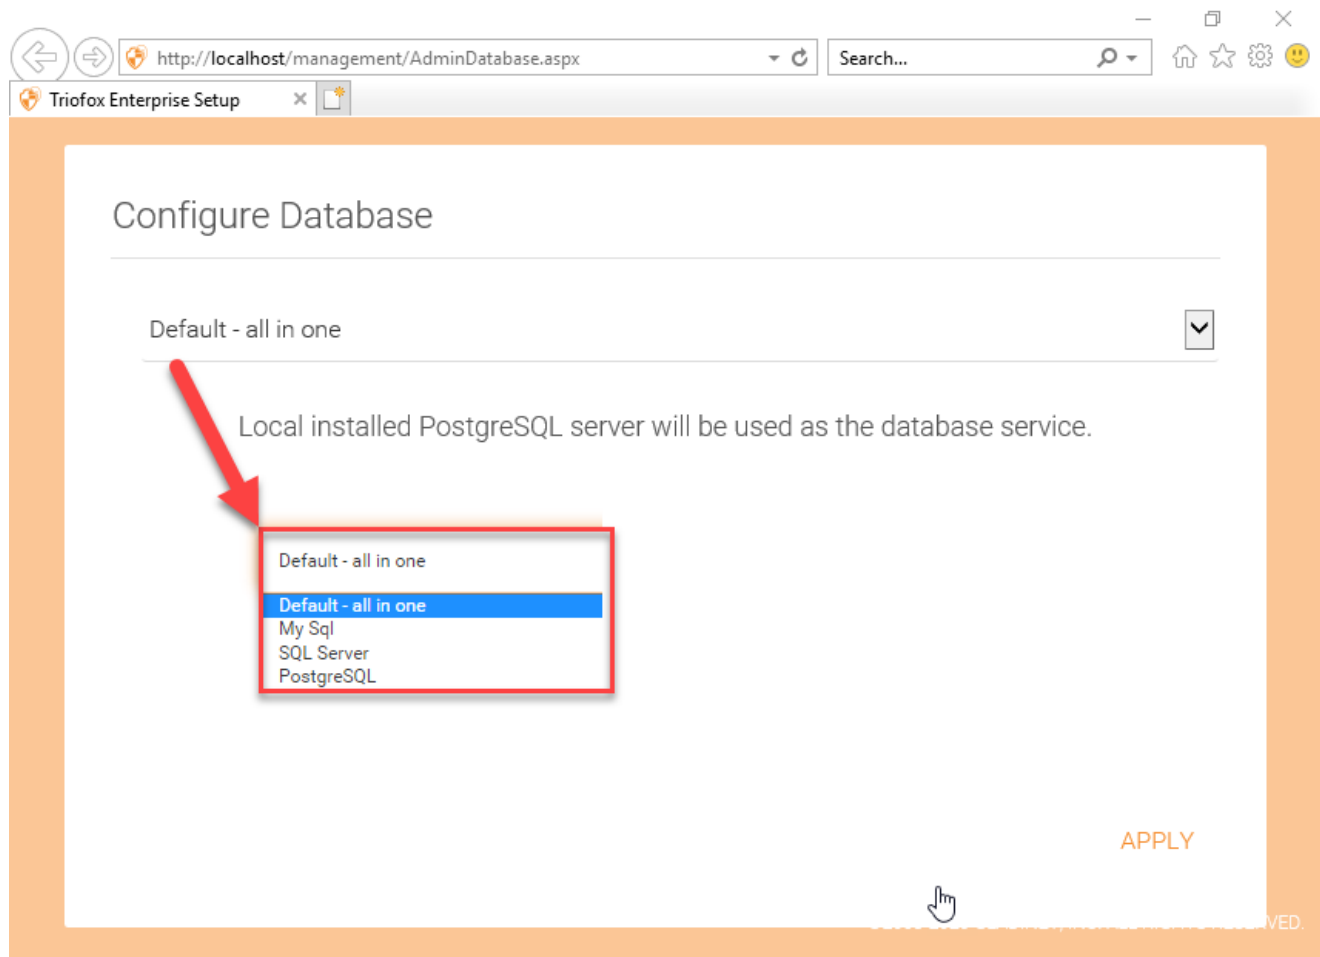 http://localhost/management/AdminDatabase.aspx
Search...
Triofox Enterprise Setup
Configure Database
Default - all in one
Local installed PostgreSQL server will be used as the database service.
Default - all in one
Default - all in one
My Sql
SQL Server
PostgreSQL
APPLY